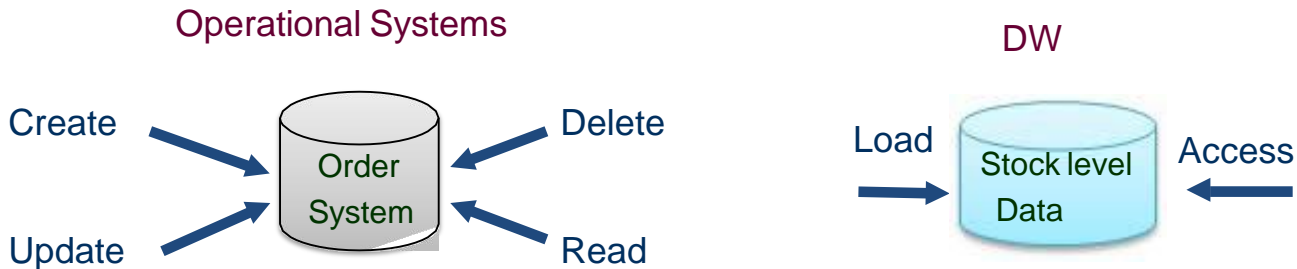 Operational Systems
DW
Create
Delete
Order
System
Update
Read
Load
Stock level
Data
Access